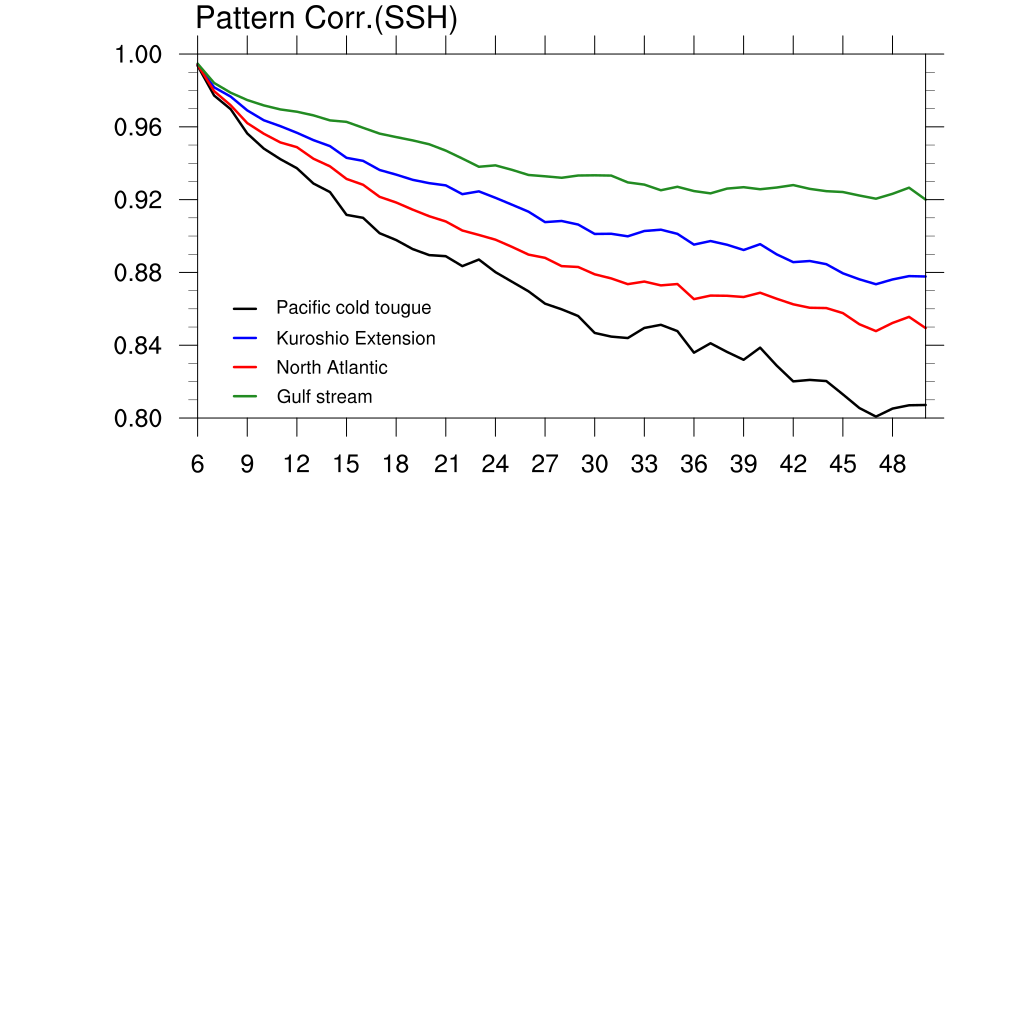 Pattern Corr.(SSH)
1.00
0.96
0.92
0.88
0.84
0.80
Pacific cold tougue
Kuroshio Extension
North Atlantic
Gulf stream
6 9 12 15 18 21 24 27 30 33 36 39 42 45 48